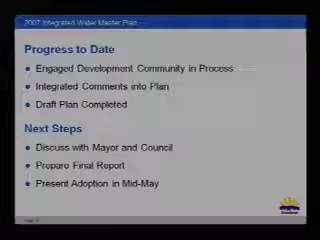 2007 Integrated Water Master Plan
Progress to Date
Engaged Development Community in Process
Integrated Comments into Plan
Draft Plan Completed
Next Steps
Discuss with Mayor and Council
Prepare Final Report
Present Adoption in Mid-May